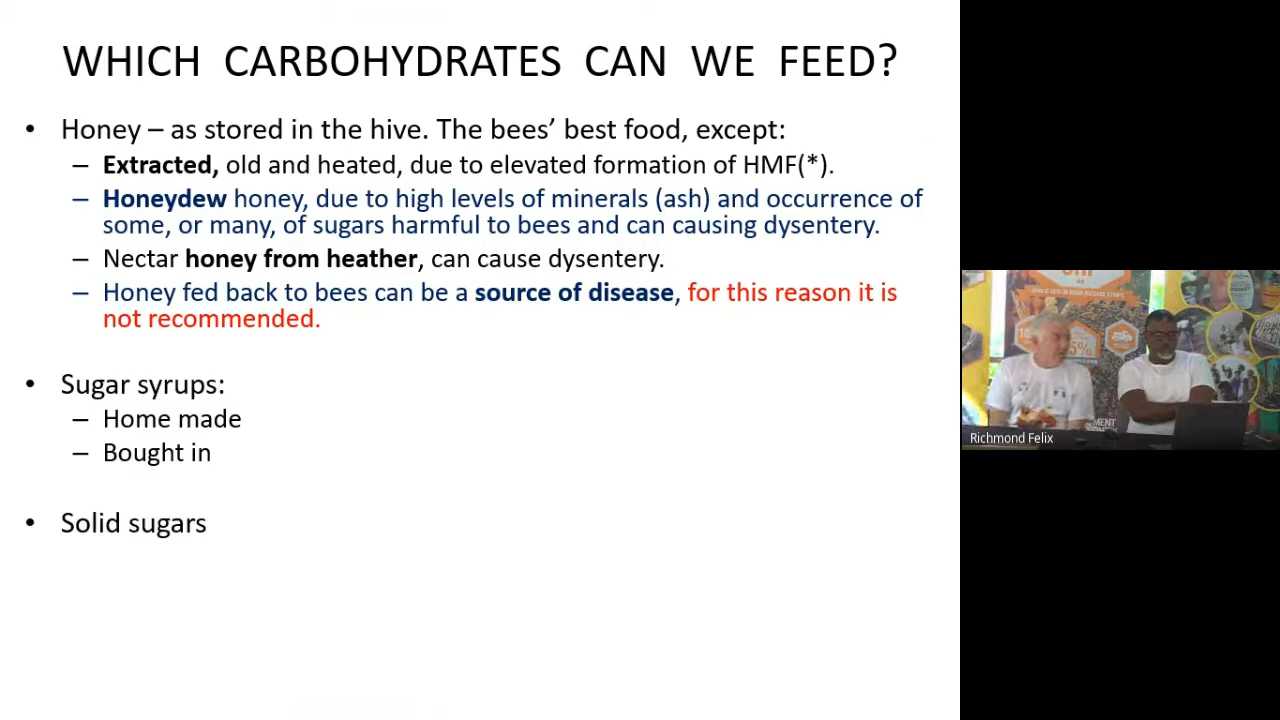 WHICH CARBOHYDRATES CAN WE FEED?
• Honey – as stored in the hive. The bees’ best food, except:
– Extracted, old and heated, due to elevated formation of HMF(*).
– Honeydew honey, due to high levels of minerals (ash) and occurrence of
some, or many, of sugars harmful to bees and can causing dysentery.
– Nectar honey from heather, can cause dysentery.
– Honey fed back to bees can be a source of disease, for this reason it is
not recommended.
• Sugar syrups:
– Home made
– Bought in
• Solid sugars
Richmond Felix